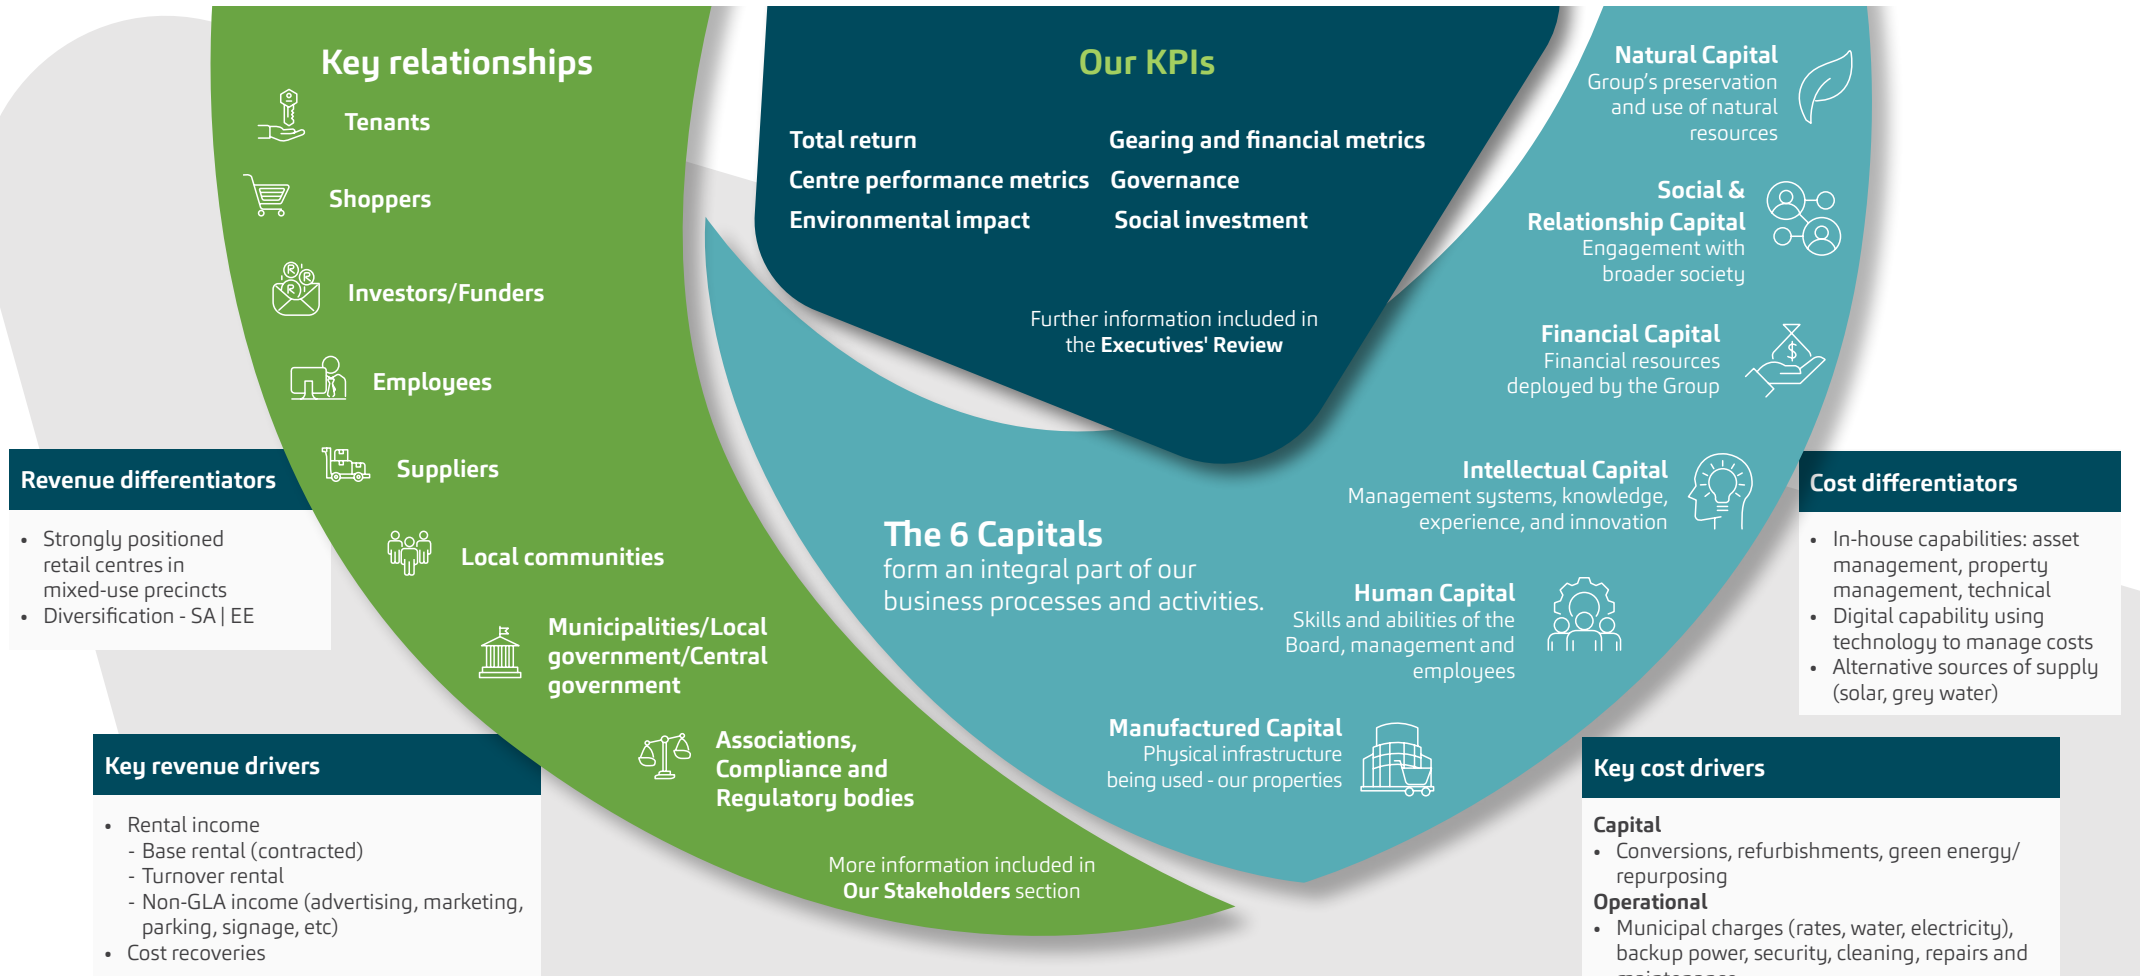 Key relationships
Tenants
Shoppers
Investors/Funders
Employees
Suppliers
Local communities
Municipalities/Local
government/Central
government
Associations,
Compliance and
Regulatory bodies
More information included in
Our Stakeholders section
Our KPIs
Total return
Centre performance metrics
Environmental impact
Gearing and financial metrics
Governance
Social investment
Further information included in
the Executives' Review
The 6 Capitals
form an integral part of our
business processes and activities.
Natural Capital
Group's preservation
and use of natural
resources
Social &
Relationship Capital
Engagement with
broader society
Financial Capital
Financial resources
deployed by the Group
Intellectual Capital
Management systems, knowledge,
experience, and innovation
Human Capital
Skills and abilities of the
Board, management and
employees
Manufactured Capital
Physical infrastructure
being used - our properties
Revenue differentiators
• Strongly positioned
retail centres in
mixed-use precincts
• Diversification - SA | EE
Key revenue drivers
• Rental income
- Base rental (contracted)
- Turnover rental
- Non-GLA income (advertising, marketing,
parking, signage, etc)
• Cost recoveries
Cost differentiators
• In-house capabilities: asset
management, property
management, technical
• Digital capability using
technology to manage costs
• Alternative sources of supply
(solar, grey water)
Key cost drivers
Capital
• Conversions, refurbishments, green energy/
repurposing
Operational
• Municipal charges (rates, water, electricity),
backup power, security, cleaning, repairs and